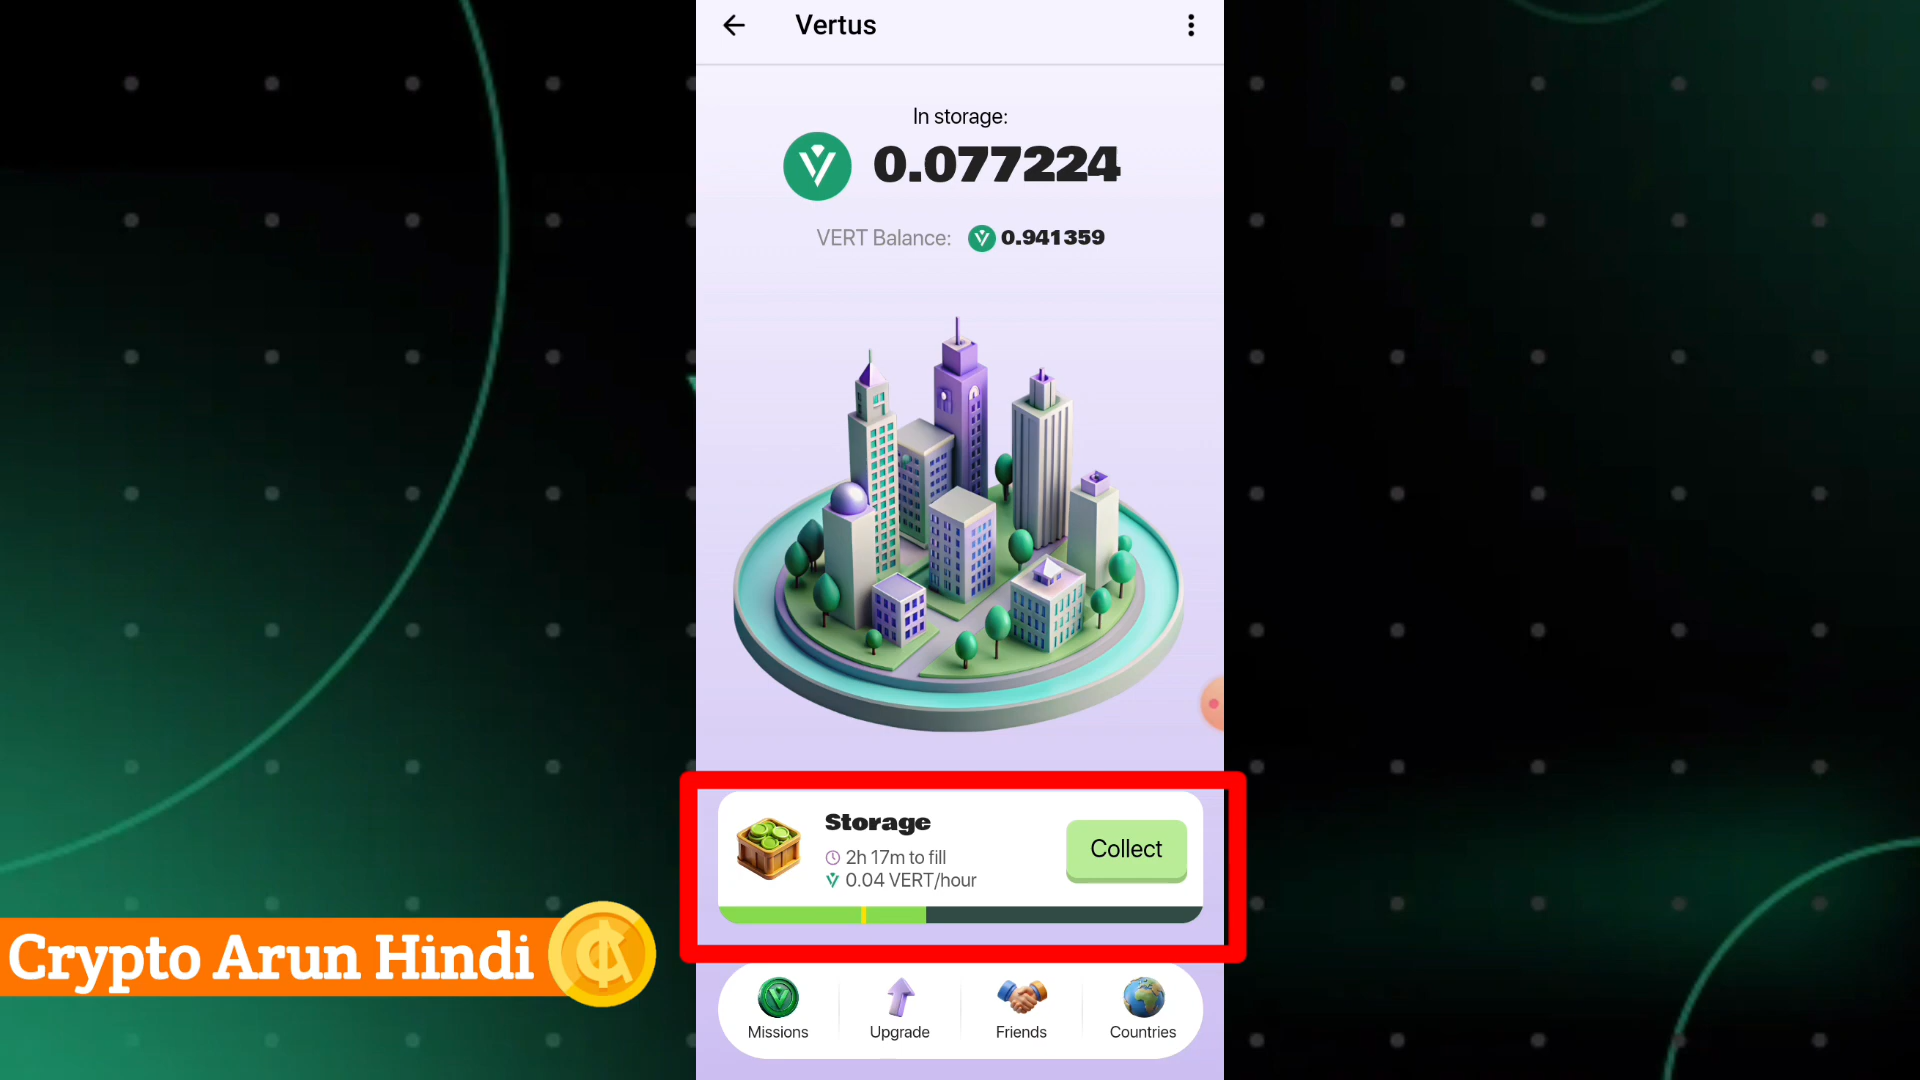 Vertus
In storage:
0.077224
VERT Balance: 0.941359
Storage
2h 17m to fill
0.04 VERT/hour
Collect
Crypto Arun Hindi
Missions
Upgrade
Friends
Countries